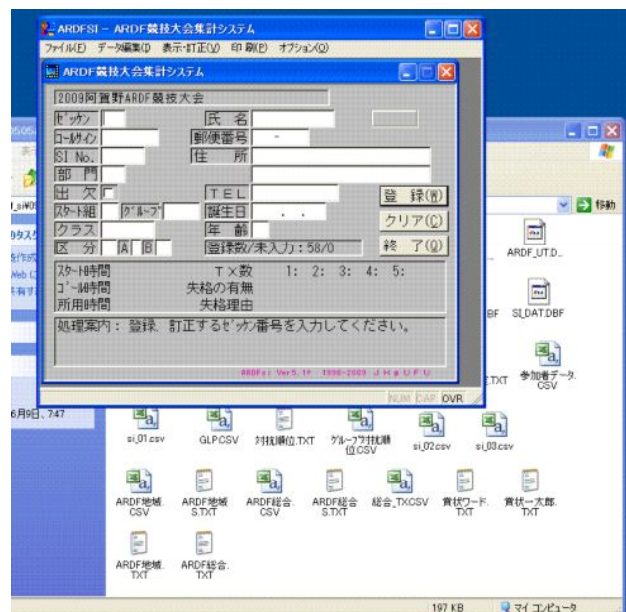 ARDFSI - ARDF競技大会集計システム
ファイル(F) データ編集(I) 表示・訂正(V) 印刷(P) オプション(O)
ARDF競技大会集計システム
2009阿賀野ARDF競技大会
ゼッケン 氏 名
コールサイン 郵便番号 -
SI No. 住 所
部 門
出 欠 TEL 登 録(W)
スタート組 グループ 誕生日 . .
クラス 年 齢 クリア(C)
区 分 A B 登録数/未入力:58/0 終 了(Q)
スタート時間 TX数 1: 2: 3: 4: 5:
ゴール時間 失格の有無
所用時間 失格理由
処理案内: 登録、訂正するゼッケン番号を入力してください。
ARDFsi Ver5.1f 1998-2009 JHφUFU
NUM CAP OVR
移動
ARDF_UT.D...
SI_DAT.DBF
参加者データ.CSV
6月9日、7:47
si_01.csv GLP.CSV 対抗順位.TXT グループ対抗順位.CSV si_02.csv si_03.csv
ARDF地域.CSV ARDF地域S.TXT ARDF総合.CSV ARDF総合S.TXT 総合_TX.CSV 賞状ワード.TXT 賞状一太郎.TXT
ARDF地域.TXT ARDF総合.TXT
197 KB マイ コンピュータ